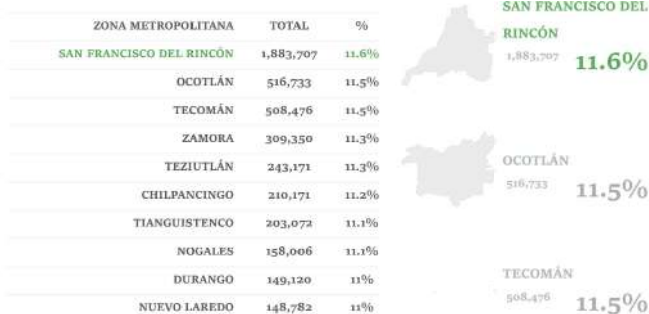 ZONA METROPOLITANA TOTAL %
SAN FRANCISCO DEL RINCÓN 1,883,707 11.6%
OCOTLÁN 516,733 11.5%
TECOMÁN 508,476 11.5%
ZAMORA 309,350 11.3%
TEZIUTLÁN 243,171 11.3%
CHILPANCINGO 210,171 11.2%
TIANGUISTENCO 203,072 11.1%
NOGALES 158,006 11.1%
DURANGO 149,120 11%
NUEVO LAREDO 148,782 11%
SAN FRANCISCO DEL
RINCÓN
1,883,707 11.6%
OCOTLÁN
516,733 11.5%
TECOMÁN
508,476 11.5%